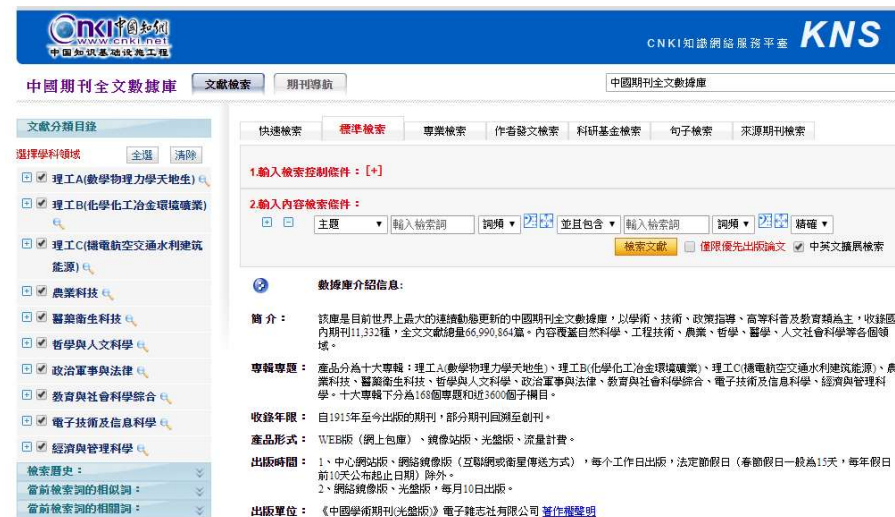 CNKI中国知网
www.cnki.net
中国知识基础设施工程
CNKI知識網絡服務平臺 KNS
中國期刊全文數據庫 文獻檢索 期刊導航 中國期刊全文數據庫
文獻分類目錄
選擇學科領域 全選 清除
理工A(數學物理力學天地生)
理工B(化學化工冶金環境礦業)
理工C(機電航空交通水利建筑
能源)
農業科技
醫藥衛生科技
哲學與人文科學
政治軍事與法律
教育與社會科學綜合
電子技術及信息科學
經濟與管理科學
檢索曆史：
當前檢索詞的相似詞：
當前檢索詞的相關詞：
快速檢索 標準檢索 專業檢索 作者發文檢索 科研基金檢索 句子檢索 來源期刊檢索
1.輸入檢索控制條件：[+]
2.輸入內容檢索條件：
主題 輸入檢索詞 詞頻 並且包含 輸入檢索詞 詞頻 精確
檢索文獻 僅限優先出版論文 中英文擴展檢索
數據庫介紹信息:
簡 介： 該庫是目前世界上最大的連續動態更新的中國期刊全文數據庫，以學術、技術、政策指導、高等科普及教育類為主，收錄國
內期刊11,332種，全文文獻總量66,990,864篇。內容覆蓋自然科學、工程技術、農業、哲學、醫學、人文社會科學等各個領
域。
專輯專題： 產品分為十大專輯：理工A(數學物理力學天地生)、理工B(化學化工冶金環境礦業)、理工C(機電航空交通水利建筑能源)、農
業科技、醫藥衛生科技、哲學與人文科學、政治軍事與法律、教育與社會科學綜合、電子技術及信息科學、經濟與管理科
學。十大專輯下分為168個專題和近3600個子欄目。
收錄年限： 自1915年至今出版的期刊，部分期刊回溯至創刊。
產品形式： WEB版（網上包庫）、鏡像站版、光盤版、流量計費。
出版時間： 1、中心網站版、網絡鏡像版（互聯網或衛星傳送方式），每个工作日出版，法定節假日（春節假日一般為15天，每年假日
前10天公布起止日期）除外。
2、網絡鏡像版、光盤版，每月10日出版。
出版單位： 《中國學術期刊(光盤版)》電子雜志社有限公司 著作權聲明